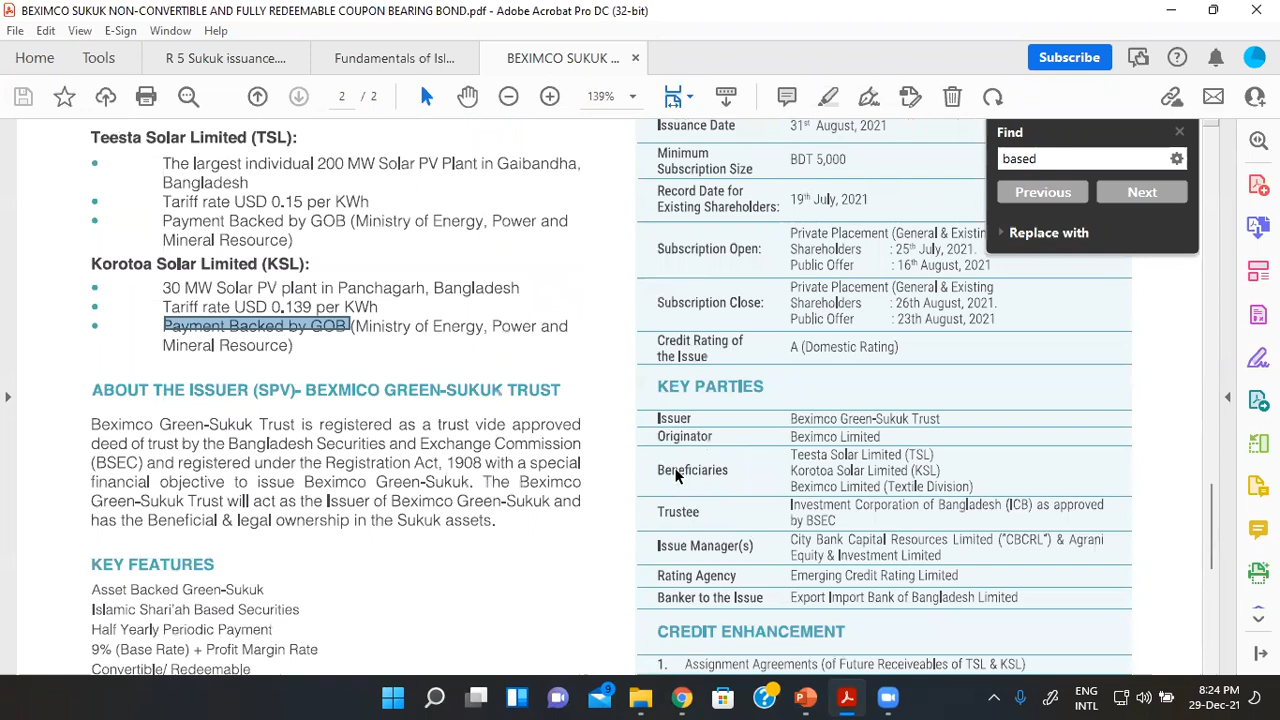 BEXIMCO SUKUK NON-CONVERTIBLE AND FULLY REDEEMABLE COUPON BEARING BOND.pdf - Adobe Acrobat Pro DC (32-bit)
File Edit View E-Sign Window Help
Home Tools R 5 Sukuk issuance.... Fundamentals of Isl... BEXIMCO SUKUK ... Subscribe
2 / 2 139%
Teesta Solar Limited (TSL):
The largest individual 200 MW Solar PV Plant in Gaibandha,
Bangladesh
Tariff rate USD 0.15 per KWh
Payment Backed by GOB (Ministry of Energy, Power and
Mineral Resource)
Korotoa Solar Limited (KSL):
30 MW Solar PV plant in Panchagarh, Bangladesh
Tariff rate USD 0.139 per KWh
Payment Backed by GOB (Ministry of Energy, Power and
Mineral Resource)
ABOUT THE ISSUER (SPV)- BEXMICO GREEN-SUKUK TRUST
Beximco Green-Sukuk Trust is registered as a trust vide approved
deed of trust by the Bangladesh Securities and Exchange Commission
(BSEC) and registered under the Registration Act, 1908 with a special
financial objective to issue Beximco Green-Sukuk. The Beximco
Green-Sukuk Trust will act as the Issuer of Beximco Green-Sukuk and
has the Beneficial & legal ownership in the Sukuk assets.
KEY FEATURES
Asset Backed Green-Sukuk
Islamic Shari'ah Based Securities
Half Yearly Periodic Payment
9% (Base Rate) + Profit Margin Rate
Convertible/ Redeemable
Issuance Date 31st August, 2021
Minimum
Subscription Size BDT 5,000
Record Date for
Existing Shareholders: 19th July, 2021
Subscription Open: Private Placement (General & Existing
Shareholders : 25th July, 2021.
Public Offer : 16th August, 2021
Subscription Close: Private Placement (General & Existing
Shareholders : 26th August, 2021.
Public Offer : 23th August, 2021
Credit Rating of
the Issue A (Domestic Rating)
KEY PARTIES
Issuer Beximco Green-Sukuk Trust
Originator Beximco Limited
Beneficiaries Teesta Solar Limited (TSL)
Korotoa Solar Limited (KSL)
Beximco Limited (Textile Division)
Trustee Investment Corporation of Bangladesh (ICB) as approved
by BSEC
Issue Manager(s) City Bank Capital Resources Limited ("CBCRL") & Agrani
Equity & Investment Limited
Rating Agency Emerging Credit Rating Limited
Banker to the Issue Export Import Bank of Bangladesh Limited
CREDIT ENHANCEMENT
1. Assignment Agreements (of Future Receivables of TSL & KSL)
Find
based
Previous Next
Replace with
9
ENG
INTL
8:24 PM
29-Dec-21